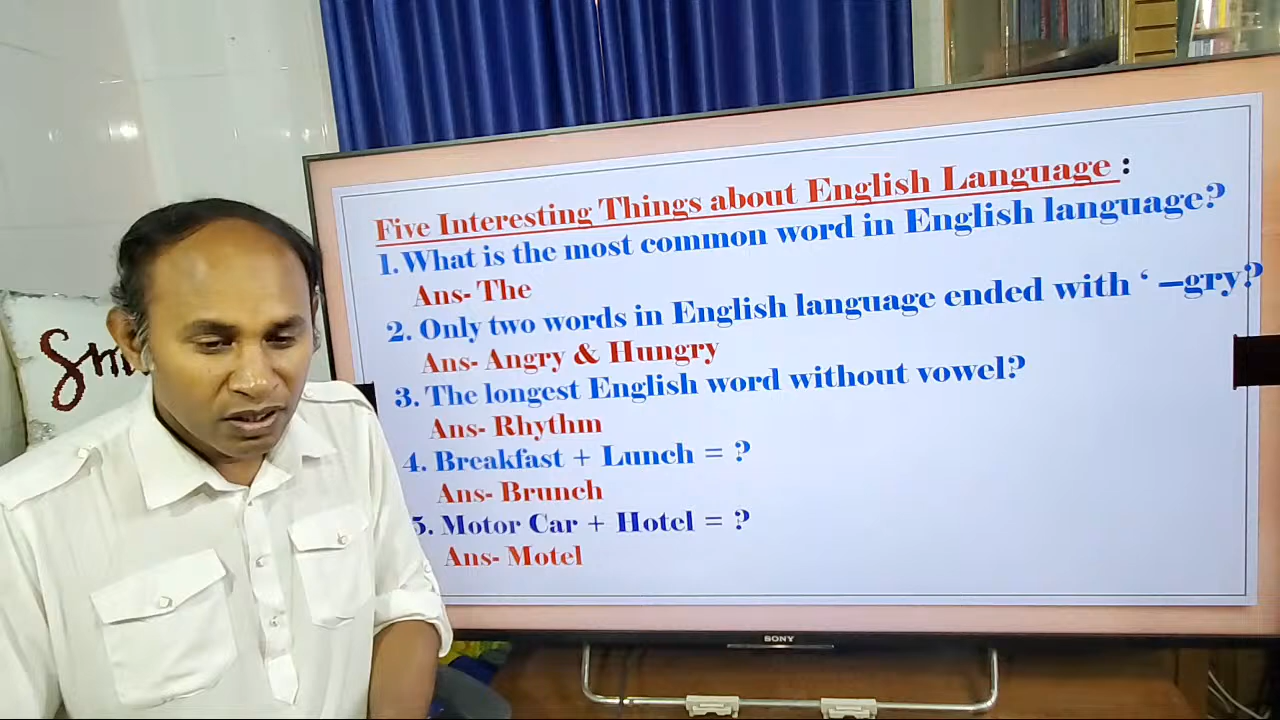 Five Interesting Things about English Language :
1. What is the most common word in English language?
Ans- The
2. Only two words in English language ended with ‘ –gry?
Ans- Angry & Hungry
3. The longest English word without vowel?
Ans- Rhythm
4. Breakfast + Lunch = ?
Ans- Brunch
5. Motor Car + Hotel = ?
Ans- Motel
SONY